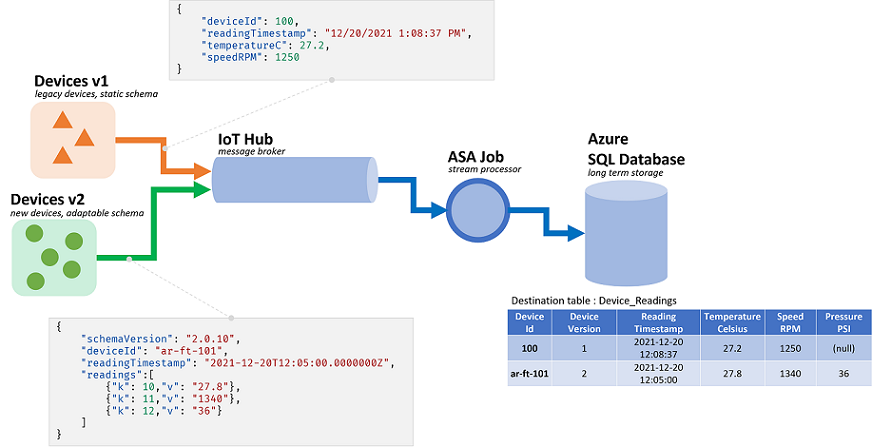 {
"deviceId": 100,
"readingTimestamp": "12/20/2021 1:08:37 PM",
"temperatureC": 27.2,
"speedRPM": 1250
}
Devices v1
legacy devices, static schema
IoT Hub
message broker
ASA Job
stream processor
Azure
SQL Database
long term storage
Devices v2
new devices, adaptable schema
{
"schemaVersion": "2.0.10",
"deviceId": "ar-ft-101",
"readingTimestamp": "2021-12-20T12:05:00.0000000Z",
"readings":[
{"k": 10,"v": "27.8"},
{"k": 11,"v": "1340"},
{"k": 12,"v": "36"}
]
}
Destination table : Device_Readings
Device Id | Device Version | Reading Timestamp | Temperature Celsius | Speed RPM | Pressure PSI
100 | 1 | 2021-12-20 12:08:37 | 27.2 | 1250 | (null)
ar-ft-101 | 2 | 2021-12-20 12:05:00 | 27.8 | 1340 | 36